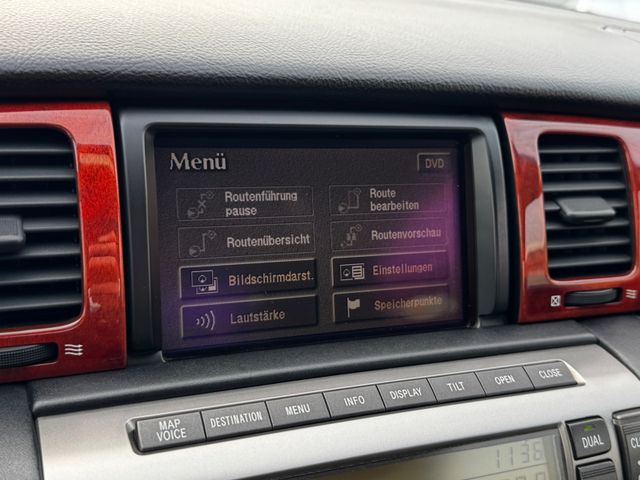 Menü
DVD
Routenführung
pause
Route
bearbeiten
Routenübersicht
Routenvorschau
Bildschirmdarst.
Einstellungen
Lautstärke
Speicherpunkte
MAP
VOICE
DESTINATION
MENU
INFO
DISPLAY
TILT
OPEN
CLOSE
1136
DUAL